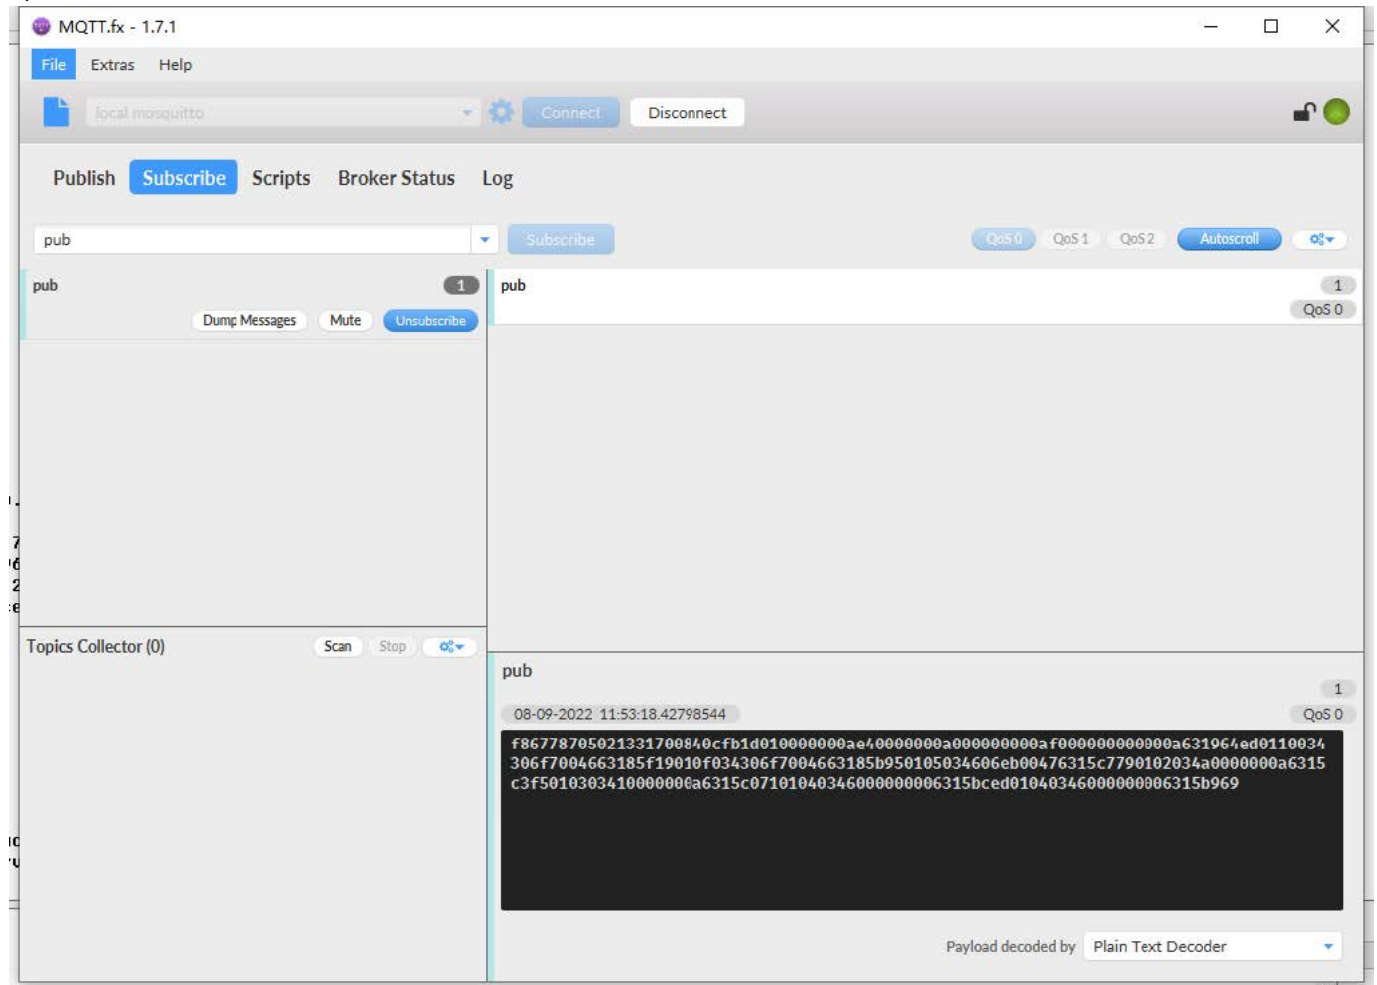 MQTT.fx - 1.7.1
File Extras Help
local mosquitto Connect Disconnect
Publish Subscribe Scripts Broker Status Log
pub Subscribe QoS 0 QoS 1 QoS 2 Autoscroll
pub 1
Dump Messages Mute Unsubscribe
pub 1
QoS 0
Topics Collector (0) Scan Stop
pub
1
08-09-2022 11:53:18.42798544 QoS 0
f86778705021331700840cfb1d010000000ae40000000a000000000af000000000000a631964ed0110034
306f7004663185f19010f034306f7004663185b950105034606eb00476315c7790102034a0000000a6315
c3f5010303410000000a6315c07101040346000000006315bced01040346000000006315b969
Payload decoded by Plain Text Decoder